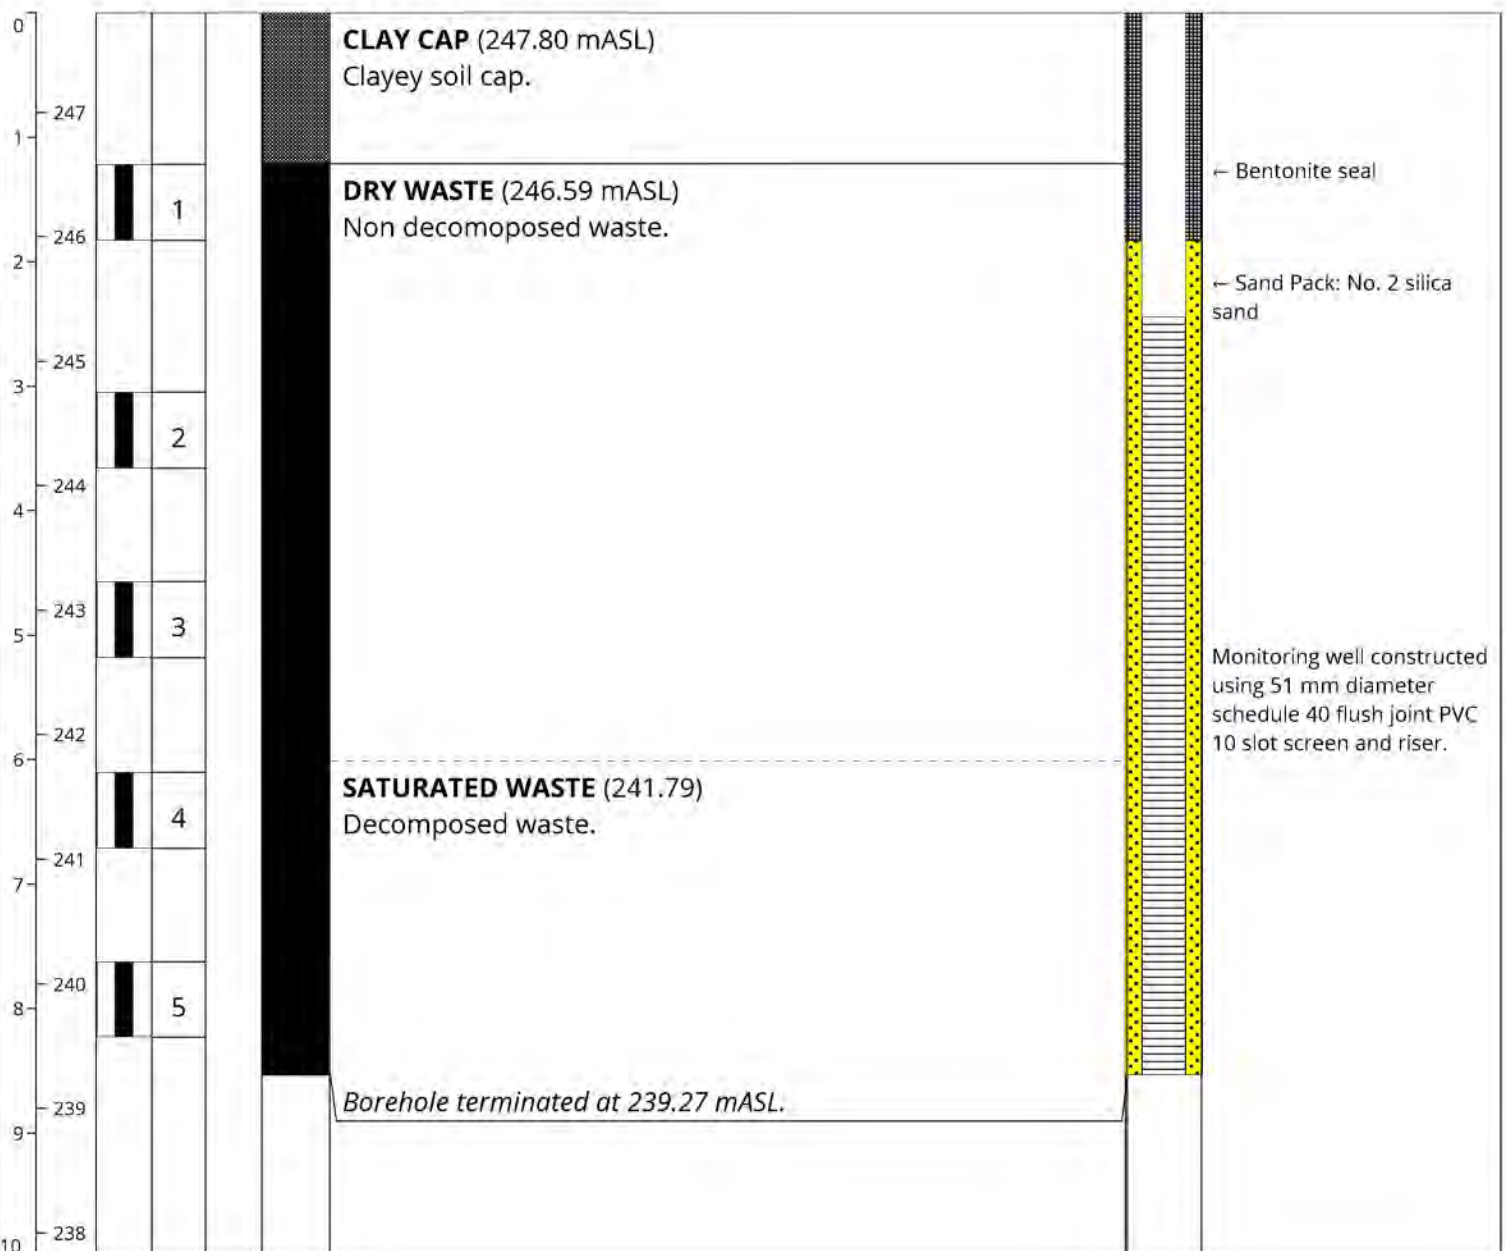 0
247
1
246
2
245
3
244
4
243
5
242
6
241
7
240
8
239
9
238
10
1
2
3
4
5
CLAY CAP (247.80 mASL)
Clayey soil cap.
DRY WASTE (246.59 mASL)
Non decomoposed waste.
SATURATED WASTE (241.79)
Decomposed waste.
Borehole terminated at 239.27 mASL.
← Bentonite seal
← Sand Pack: No. 2 silica
sand
Monitoring well constructed
using 51 mm diameter
schedule 40 flush joint PVC
10 slot screen and riser.